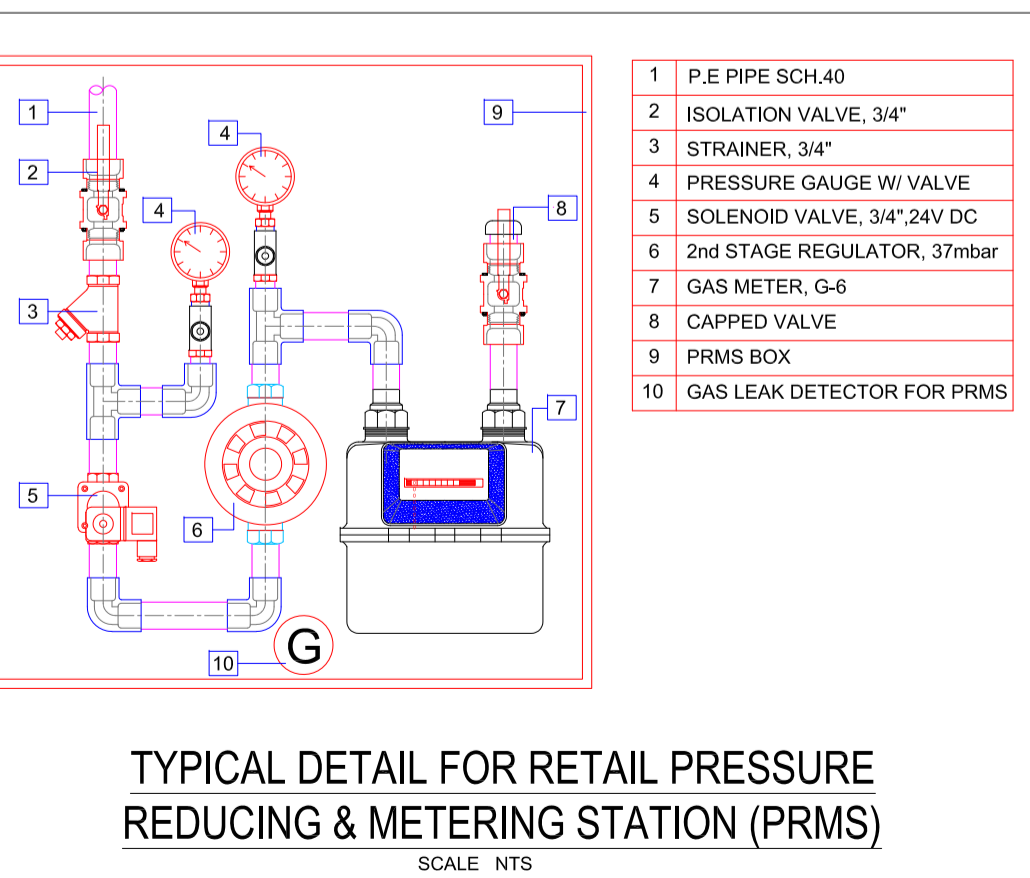 1
2
3
4
4
5
6
7
8
9
10
G
1 P.E PIPE SCH.40
2 ISOLATION VALVE, 3/4"
3 STRAINER, 3/4"
4 PRESSURE GAUGE W/ VALVE
5 SOLENOID VALVE, 3/4",24V DC
6 2nd STAGE REGULATOR, 37mbar
7 GAS METER, G-6
8 CAPPED VALVE
9 PRMS BOX
10 GAS LEAK DETECTOR FOR PRMS
TYPICAL DETAIL FOR RETAIL PRESSURE
REDUCING & METERING STATION (PRMS)
SCALE NTS